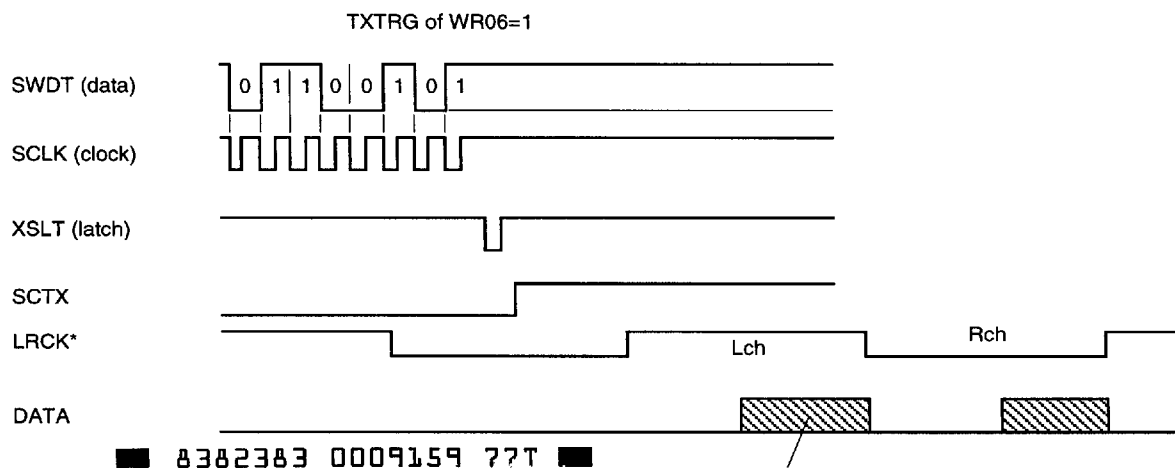 TXTRG of WR06=1
SWDT (data)
0 1 1 0 0 1 0 1
SCLK (clock)
XSLT (latch)
SCTX
LRCK*
Lch
Rch
DATA
8382383 0009159 77T